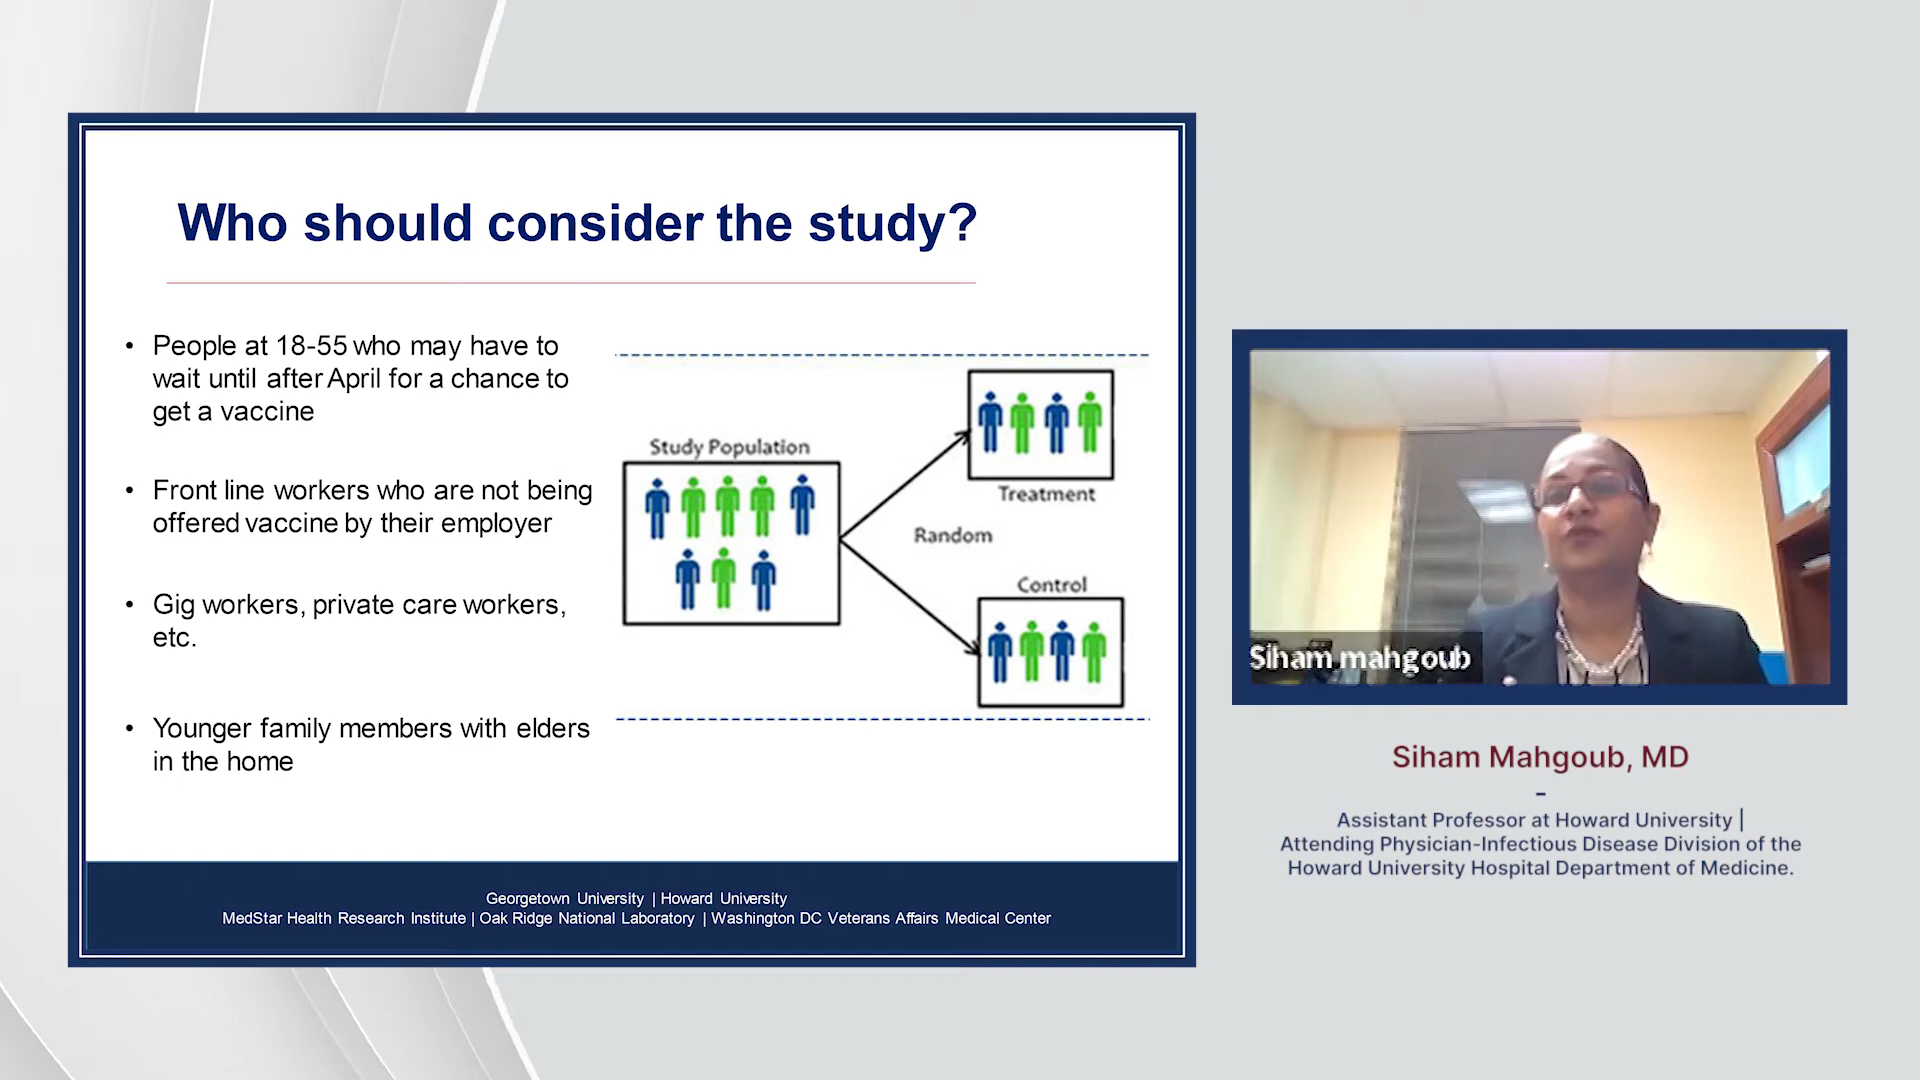 Who should consider the study?
• People at 18-55 who may have to
wait until after April for a chance to
get a vaccine
• Front line workers who are not being
offered vaccine by their employer
• Gig workers, private care workers,
etc.
• Younger family members with elders
in the home
Study Population
Treatment
Random
Control
Georgetown University | Howard University
MedStar Health Research Institute | Oak Ridge National Laboratory | Washington DC Veterans Affairs Medical Center
Siham mahgoub
Siham Mahgoub, MD
-
Assistant Professor at Howard University |
Attending Physician-Infectious Disease Division of the
Howard University Hospital Department of Medicine.